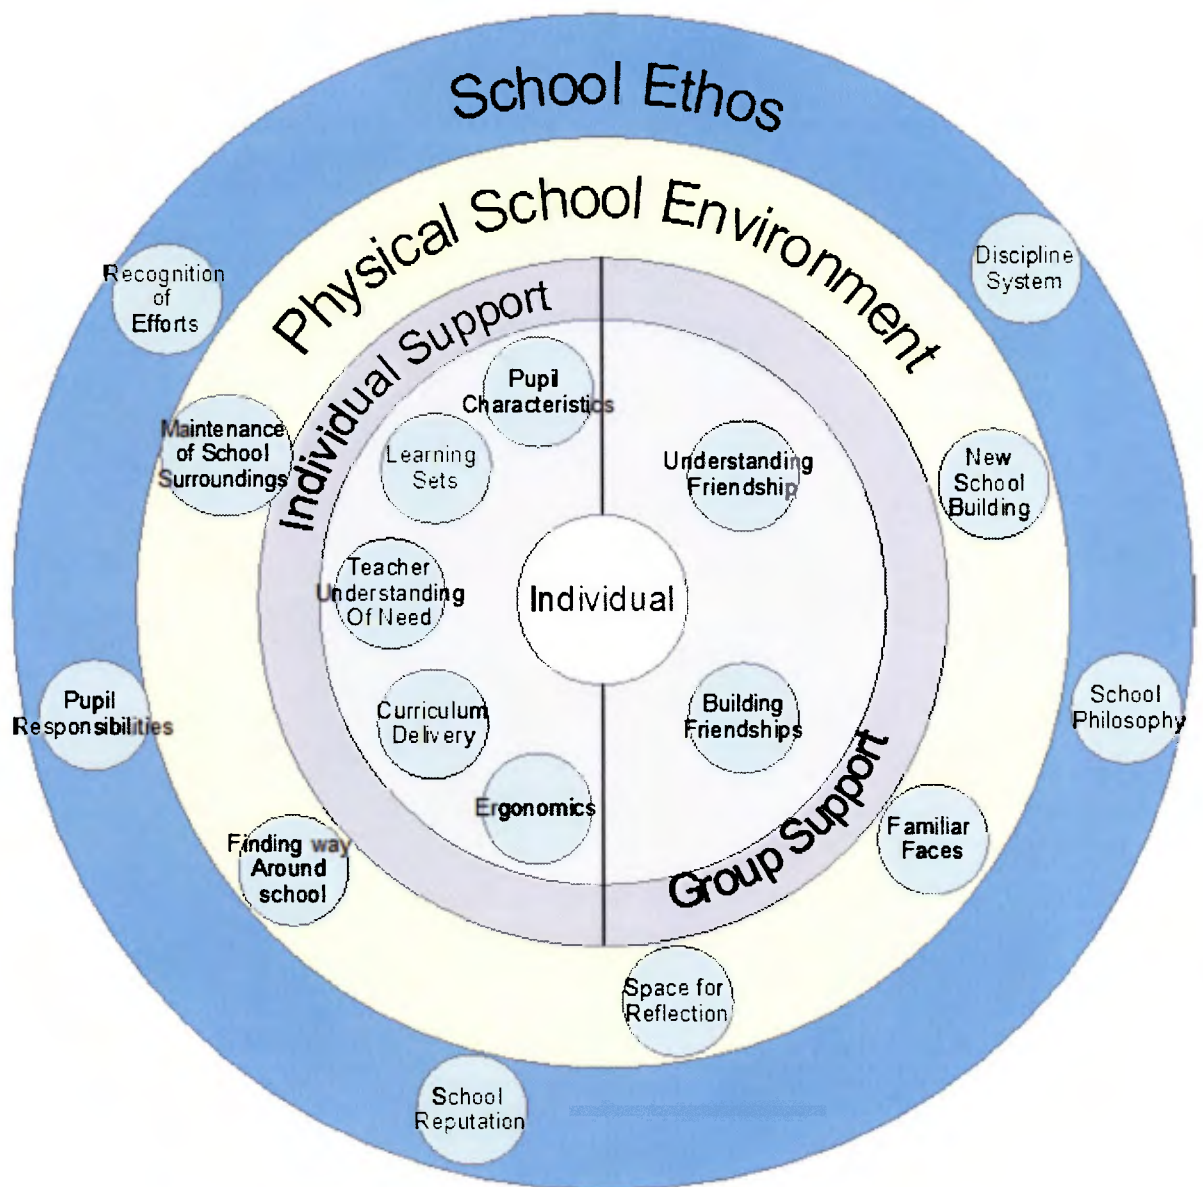 School Ethos
Physical School Environment
Individual Support
Group Support
Individual
Recognition
of
Efforts
Discipline
System
Maintenance
of School
Surroundings
Pupil
Characteristics
Learning
Sets
Understanding
Friendship
New
School
Building
Teacher
Understanding
Of Need
Pupil
Responsibilities
Curriculum
Delivery
Building
Friendships
School
Philosophy
Ergonomics
Finding way
Around
school
Familiar
Faces
Space for
Reflection
School
Reputation